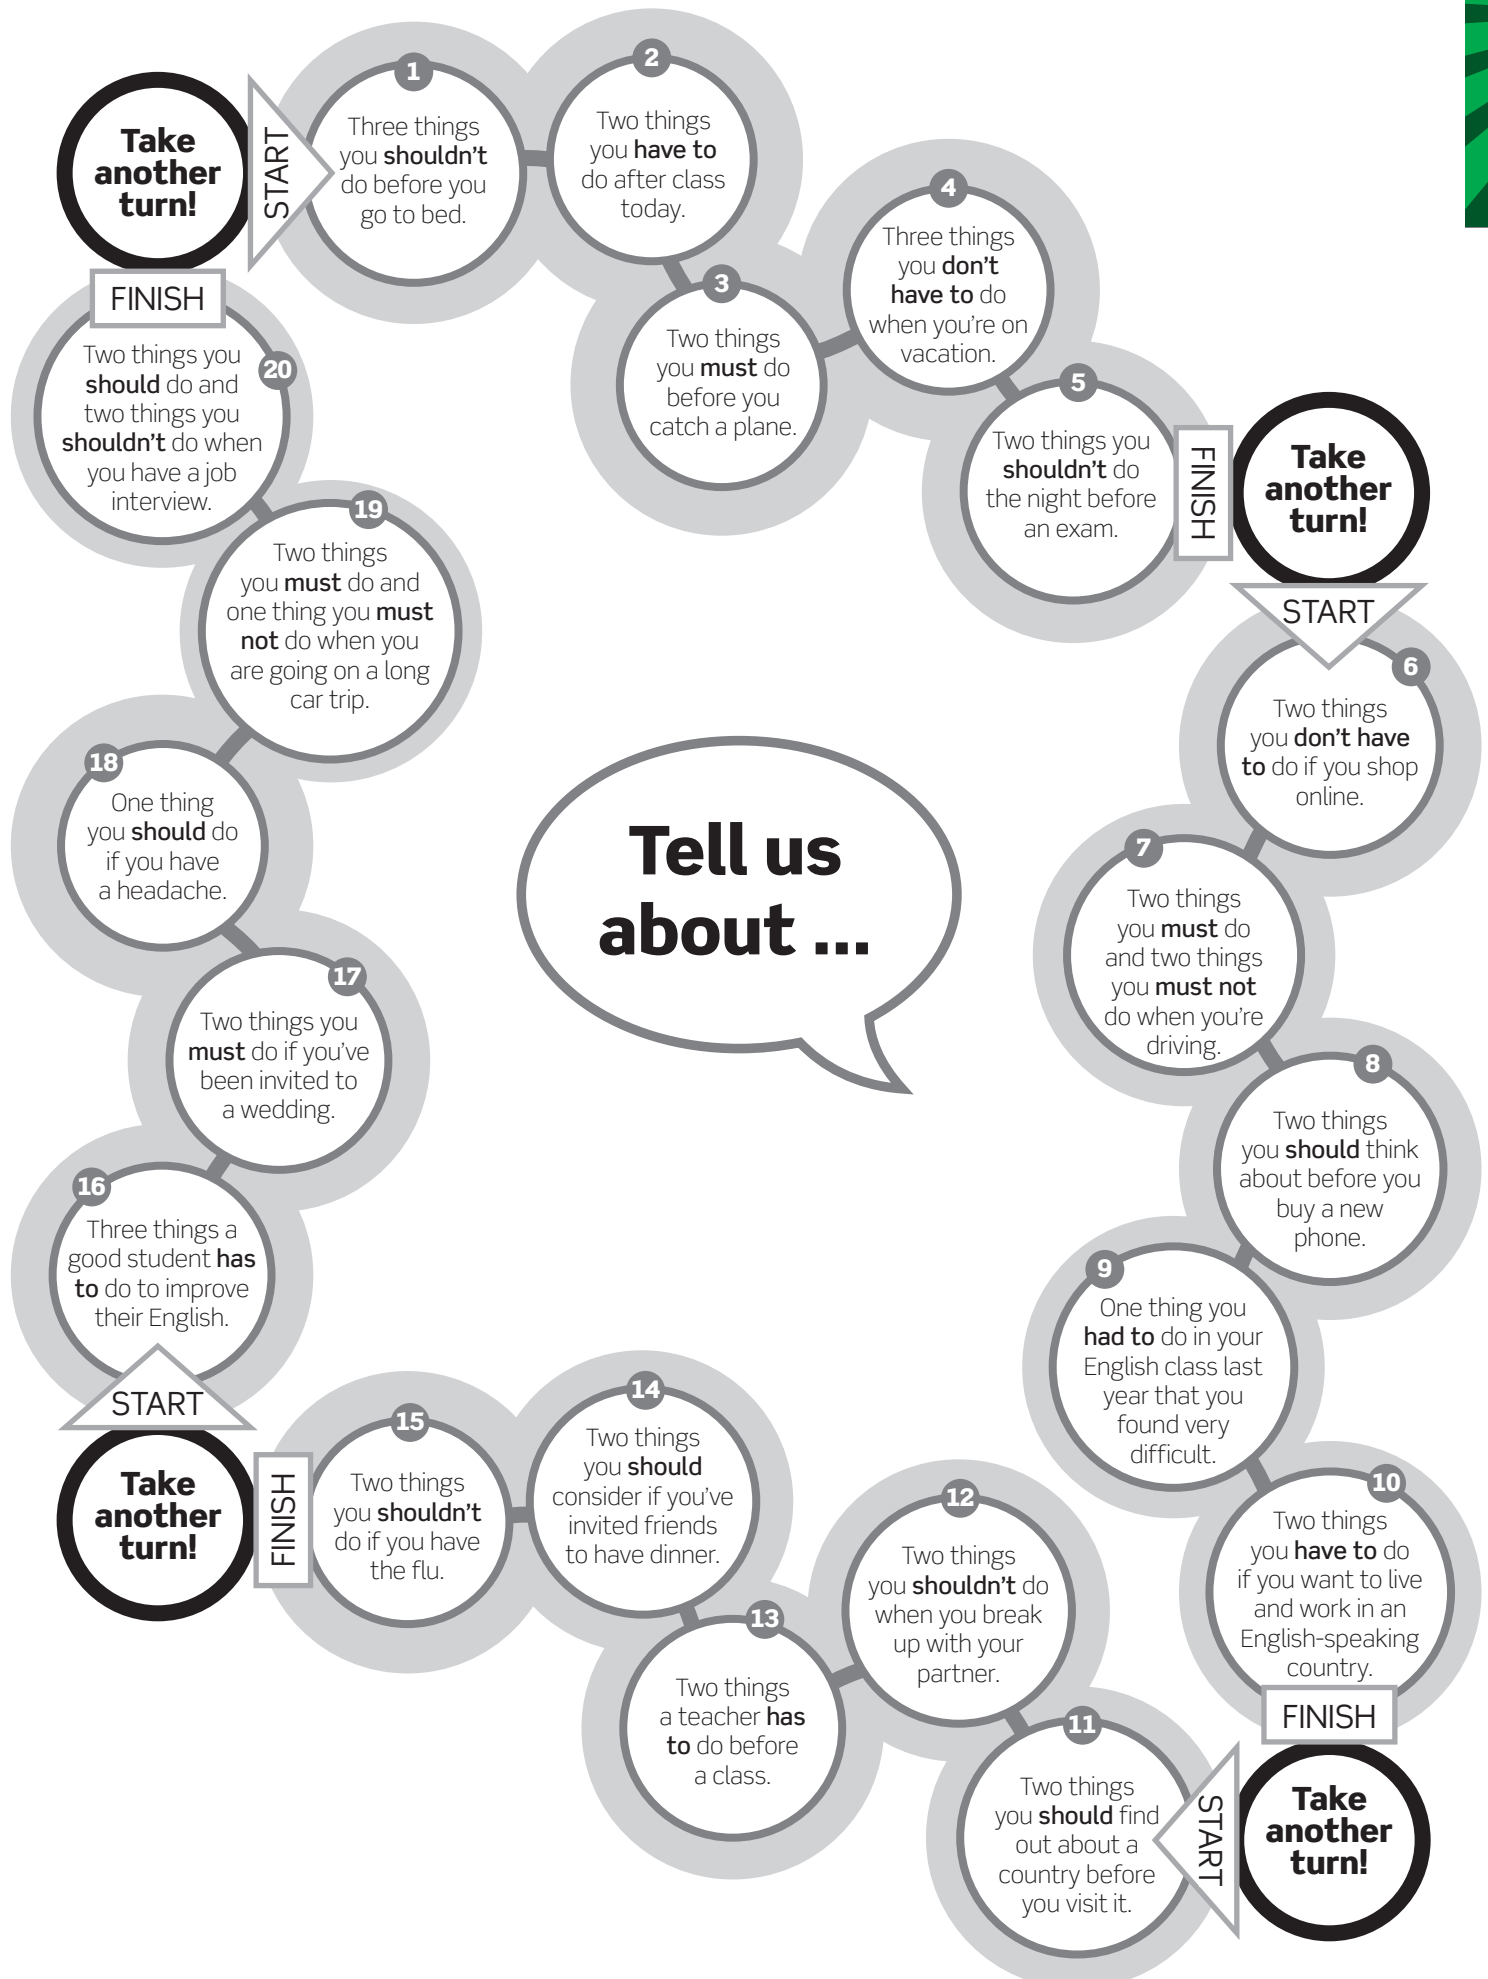 Take
another
turn!
START
1
Three things
you shouldn't
do before you
go to bed.
2
Two things
you have to
do after class
today.
3
Two things
you must do
before you
catch a plane.
4
Three things
you don't
have to do
when you're on
vacation.
5
Two things you
shouldn't do
the night before
an exam.
FINISH
Take
another
turn!
START
6
Two things
you don't have
to do if you shop
online.
7
Two things
you must do
and two things
you must not
do when you're
driving.
8
Two things
you should think
about before you
buy a new
phone.
9
One thing you
had to do in your
English class last
year that you
found very
difficult.
10
Two things
you have to do
if you want to live
and work in an
English-speaking
country.
FINISH
Take
another
turn!
START
11
Two things
you should find
out about a
country before
you visit it.
12
Two things
you shouldn't do
when you break
up with your
partner.
13
Two things
a teacher has
to do before
a class.
14
Two things
you should
consider if you've
invited friends
to have dinner.
15
Two things
you shouldn't
do if you have
the flu.
FINISH
Take
another
turn!
START
16
Three things a
good student has
to do to improve
their English.
17
Two things you
must do if you've
been invited to
a wedding.
18
One thing
you should do
if you have
a headache.
19
Two things
you must do and
one thing you must
not do when you
are going on a long
car trip.
20
Two things you
should do and
two things you
shouldn't do when
you have a job
interview.
FINISH
Tell us
about ...